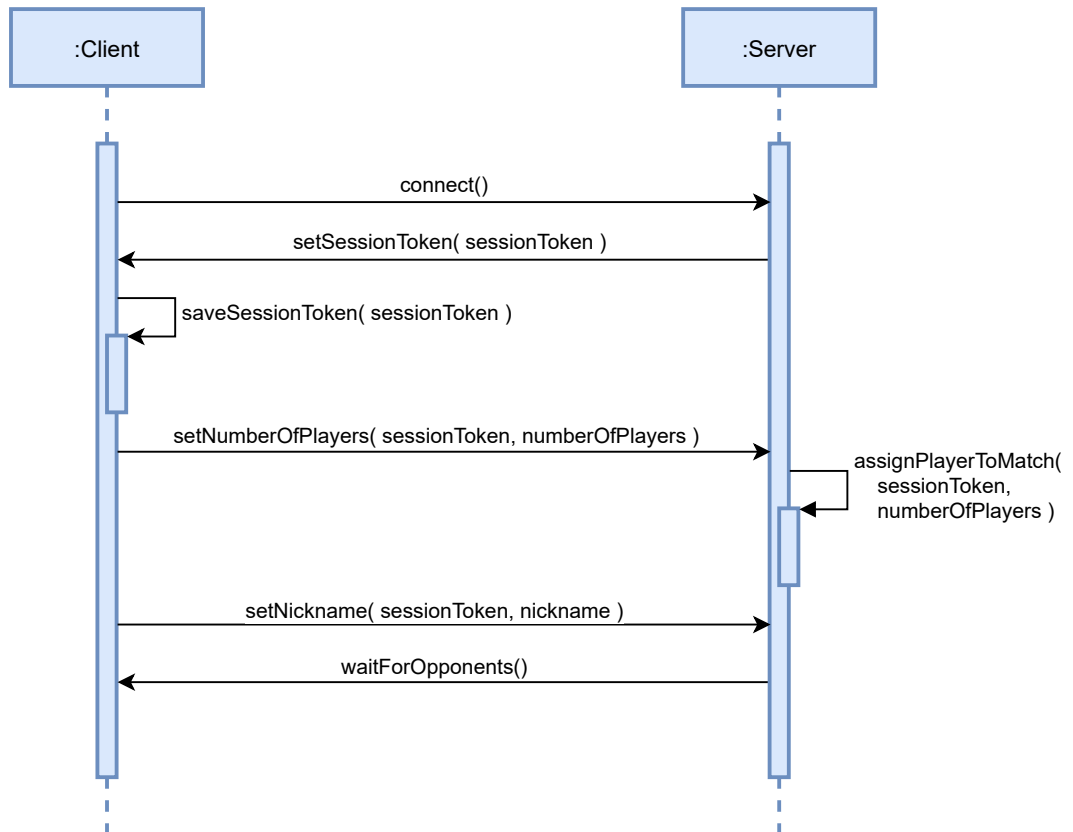 :Client
:Server
connect()
setSessionToken( sessionToken )
saveSessionToken( sessionToken )
setNumberOfPlayers( sessionToken, numberOfPlayers )
assignPlayerToMatch(
sessionToken,
numberOfPlayers )
setNickname( sessionToken, nickname )
waitForOpponents()